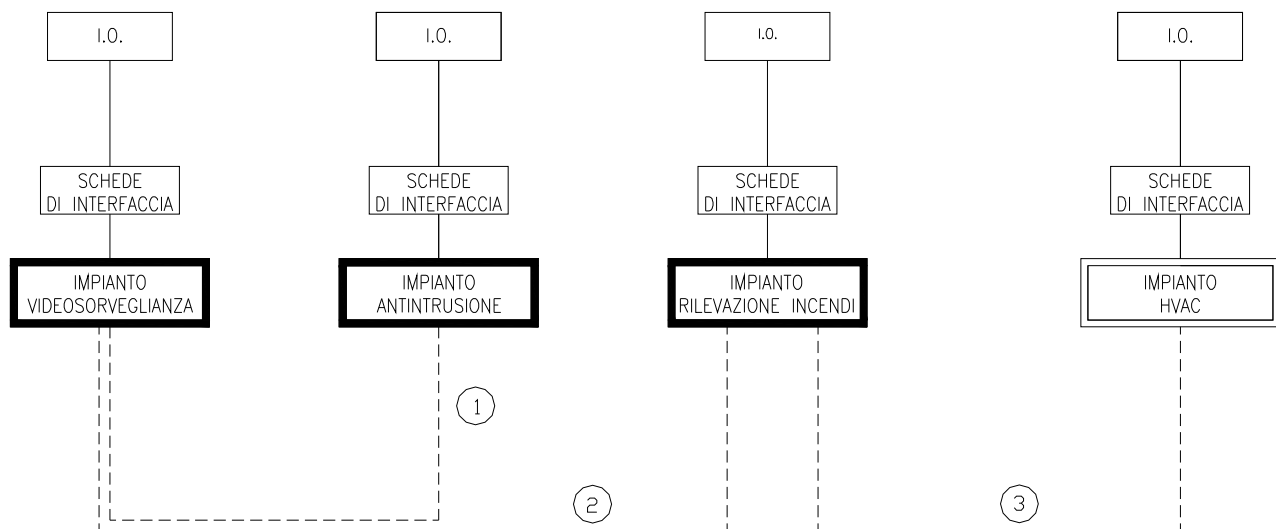 I.O.
I.O.
I.O.
I.O.
SCHEDE
DI INTERFACCIA
SCHEDE
DI INTERFACCIA
SCHEDE
DI INTERFACCIA
SCHEDE
DI INTERFACCIA
IMPIANTO
VIDEOSORVEGLIANZA
IMPIANTO
ANTINTRUSIONE
IMPIANTO
RILEVAZIONE INCENDI
IMPIANTO
HVAC
1
2
3